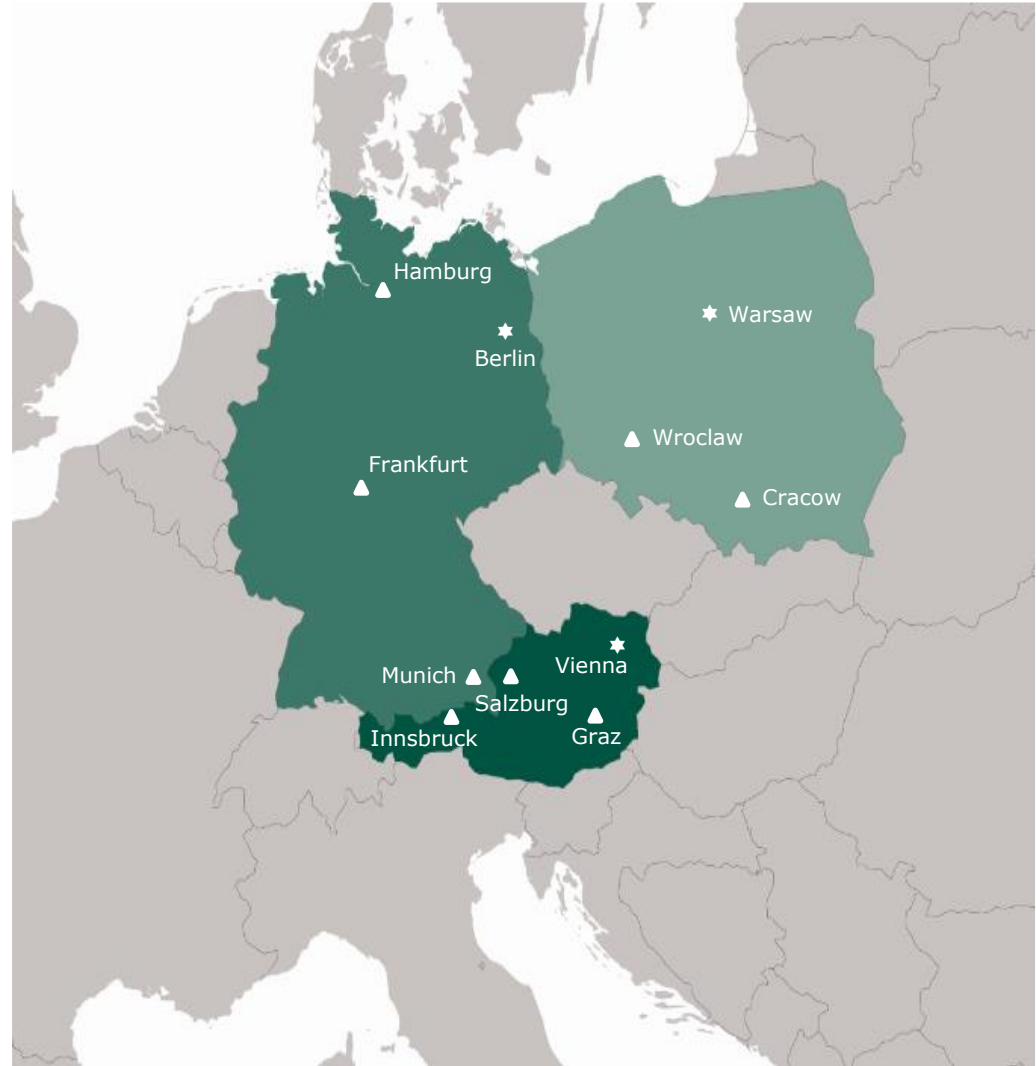 Hamburg
Warsaw
Berlin
Wroclaw
Frankfurt
Cracow
Vienna
Munich
Salzburg
Innsbruck
Graz